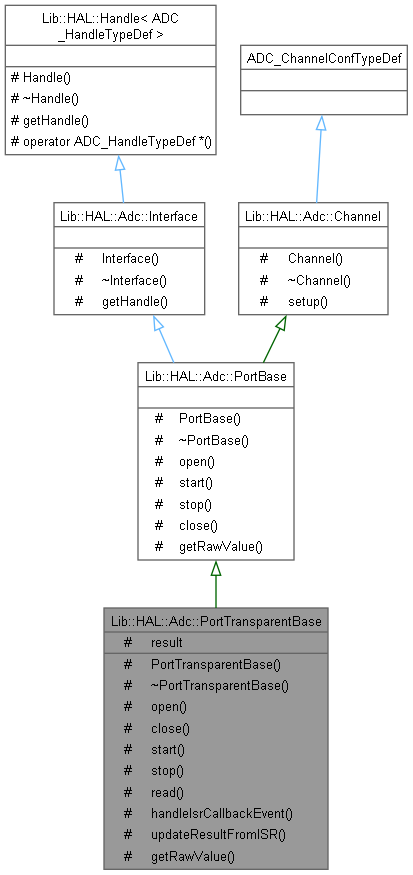 Lib::HAL::Handle< ADC
_HandleTypeDef >
# Handle()
# ~Handle()
# getHandle()
# operator ADC_HandleTypeDef *()
ADC_ChannelConfTypeDef
Lib::HAL::Adc::Interface
# Interface()
# ~Interface()
# getHandle()
Lib::HAL::Adc::Channel
# Channel()
# ~Channel()
# setup()
Lib::HAL::Adc::PortBase
# PortBase()
# ~PortBase()
# open()
# start()
# stop()
# close()
# getRawValue()
Lib::HAL::Adc::PortTransparentBase
# result
# PortTransparentBase()
# ~PortTransparentBase()
# open()
# close()
# start()
# stop()
# read()
# handleIsrCallbackEvent()
# updateResultFromISR()
# getRawValue()